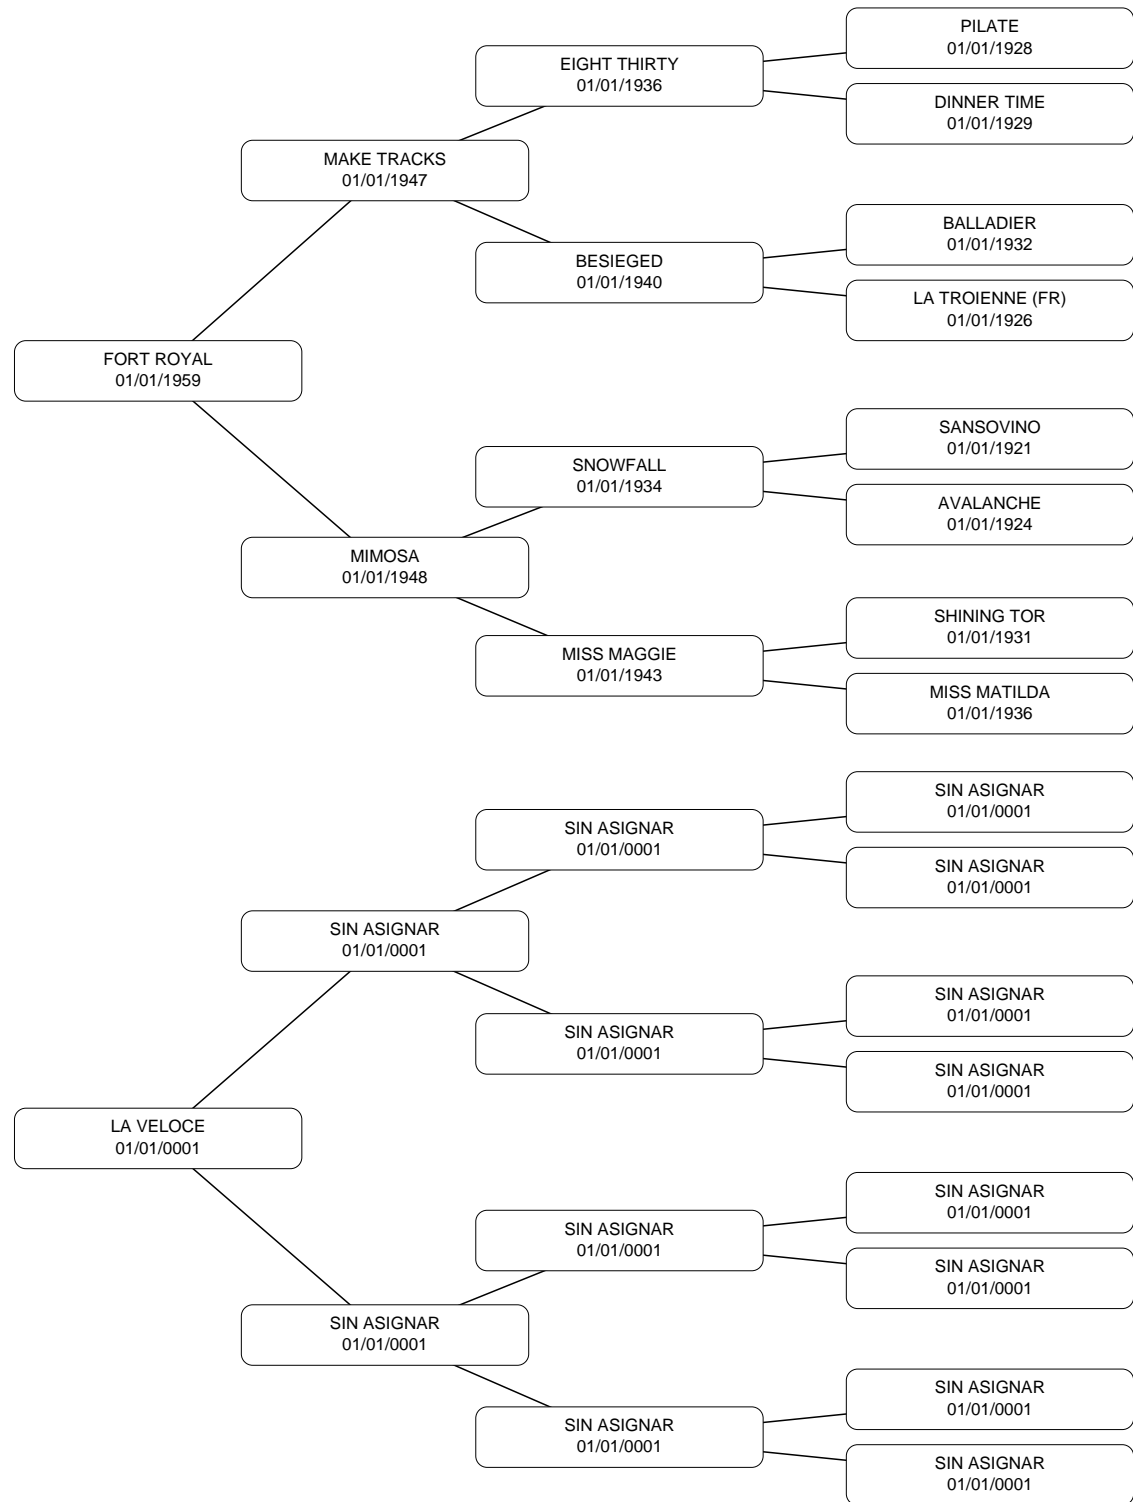 PILATE
01/01/1928
EIGHT THIRTY
01/01/1936
DINNER TIME
01/01/1929
MAKE TRACKS
01/01/1947
BALLADIER
01/01/1932
BESIEGED
01/01/1940
LA TROIENNE (FR)
01/01/1926
FORT ROYAL
01/01/1959
SANSOVINO
01/01/1921
SNOWFALL
01/01/1934
AVALANCHE
01/01/1924
MIMOSA
01/01/1948
SHINING TOR
01/01/1931
MISS MAGGIE
01/01/1943
MISS MATILDA
01/01/1936
SIN ASIGNAR
01/01/0001
SIN ASIGNAR
01/01/0001
SIN ASIGNAR
01/01/0001
SIN ASIGNAR
01/01/0001
SIN ASIGNAR
01/01/0001
SIN ASIGNAR
01/01/0001
SIN ASIGNAR
01/01/0001
LA VELOCE
01/01/0001
SIN ASIGNAR
01/01/0001
SIN ASIGNAR
01/01/0001
SIN ASIGNAR
01/01/0001
SIN ASIGNAR
01/01/0001
SIN ASIGNAR
01/01/0001
SIN ASIGNAR
01/01/0001
SIN ASIGNAR
01/01/0001